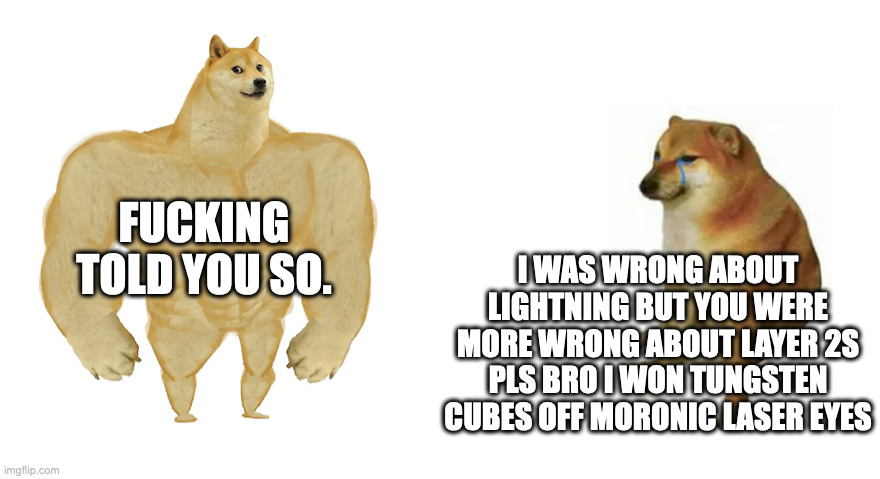 FUCKING
TOLD YOU SO.
I WAS WRONG ABOUT
LIGHTNING BUT YOU WERE
MORE WRONG ABOUT LAYER 2S
PLS BRO I WON TUNGSTEN
CUBES OFF MORONIC LASER EYES
imgflip.com